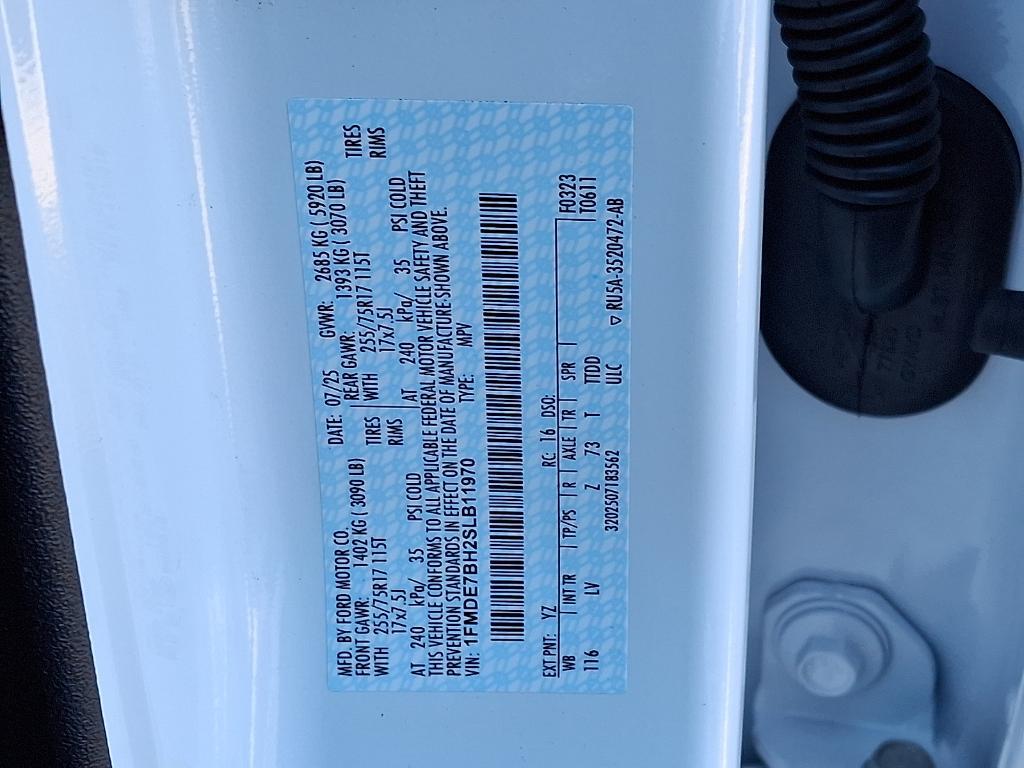 MFD. BY FORD MOTOR CO.
DATE: 07/25 GVWR: 2685 KG ( 5920 LB)
FRONT GAWR: 1402 KG ( 3090 LB) REAR GAWR: 1393 KG ( 3070 LB)
WITH 255/75R17 115T TIRES WITH 255/75R17 115T TIRES
17x7.5J RIMS 17x7.5J RIMS
AT 240 kPa/ 35 PSI COLD AT 240 kPa/ 35 PSI COLD
THIS VEHICLE CONFORMS TO ALL APPLICABLE FEDERAL MOTOR VEHICLE SAFETY AND THEFT
PREVENTION STANDARDS IN EFFECT ON THE DATE OF MANUFACTURE SHOWN ABOVE.
VIN: 1FMDE7BH2SLB11970 TYPE: MPV
EXT PNT: YZ RC: 16 DSO: F0323
WB INT TR TP/PS R AXLE TR SPR T0611
116 LV Z 73 T TTDD
3202507183562 ULC RU5A-3520472-AB